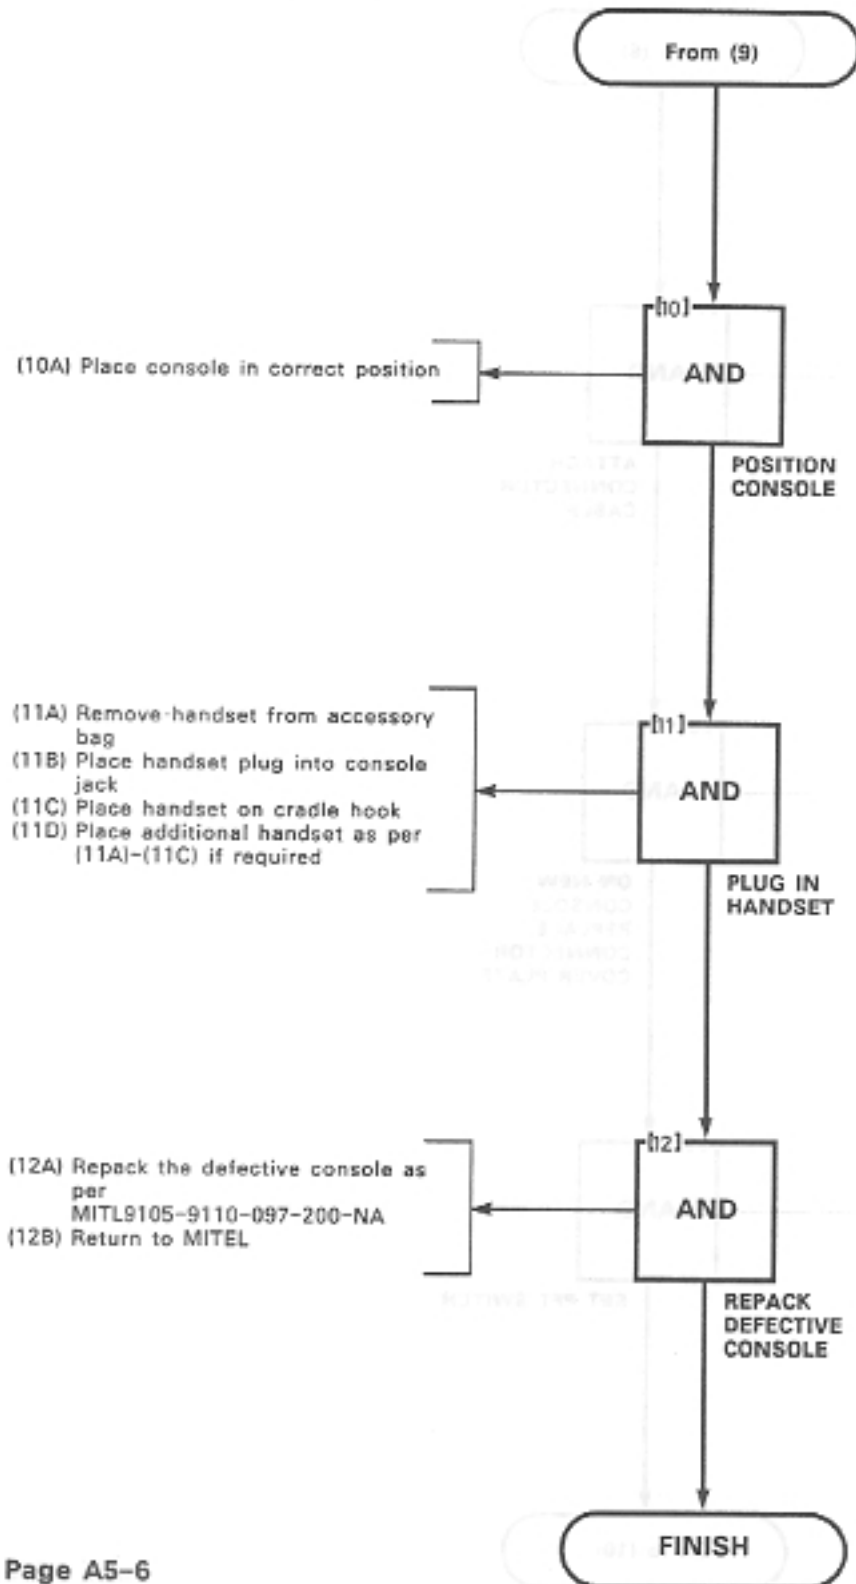 From (9)
[10]
(10A) Place console in correct position
AND
POSITION
CONSOLE
(11A) Remove handset from accessory
bag
(11B) Place handset plug into console
jack
(11C) Place handset on cradle hook
(11D) Place additional handset as per
(11A)-(11C) if required
[11]
AND
PLUG IN
HANDSET
(12A) Repack the defective console as
per
MITL9105-9110-097-200-NA
(12B) Return to MITEL
[12]
AND
REPACK
DEFECTIVE
CONSOLE
FINISH
Page A5-6